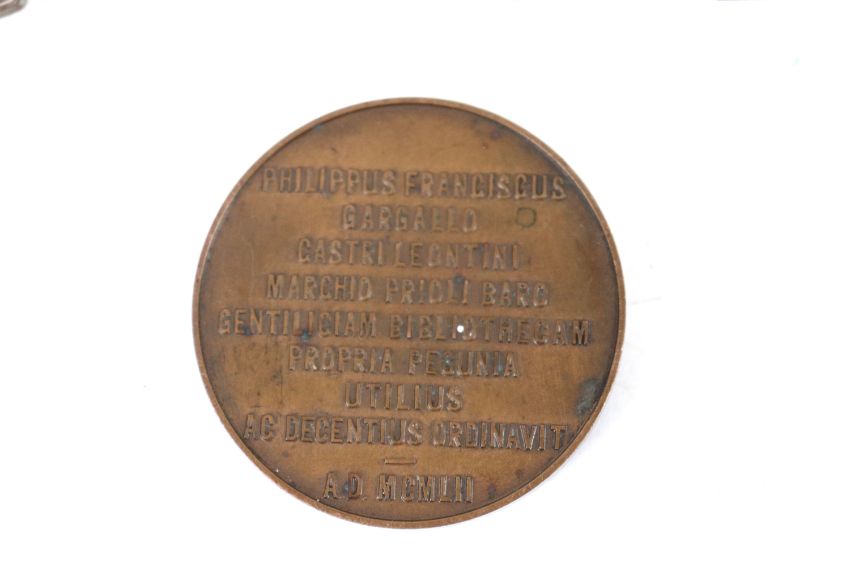 PHILIPPUS FRANCISCUS
GARGALLO
CASTRI LEONTINI
MARCHIO PRIOLI BARO
GENTILICIAM BIBLIOTHECAM
PROPRIA PECUNIA
UTILIUS
AC DECENTIUS ORDINAVIT
A.D. MCMLII